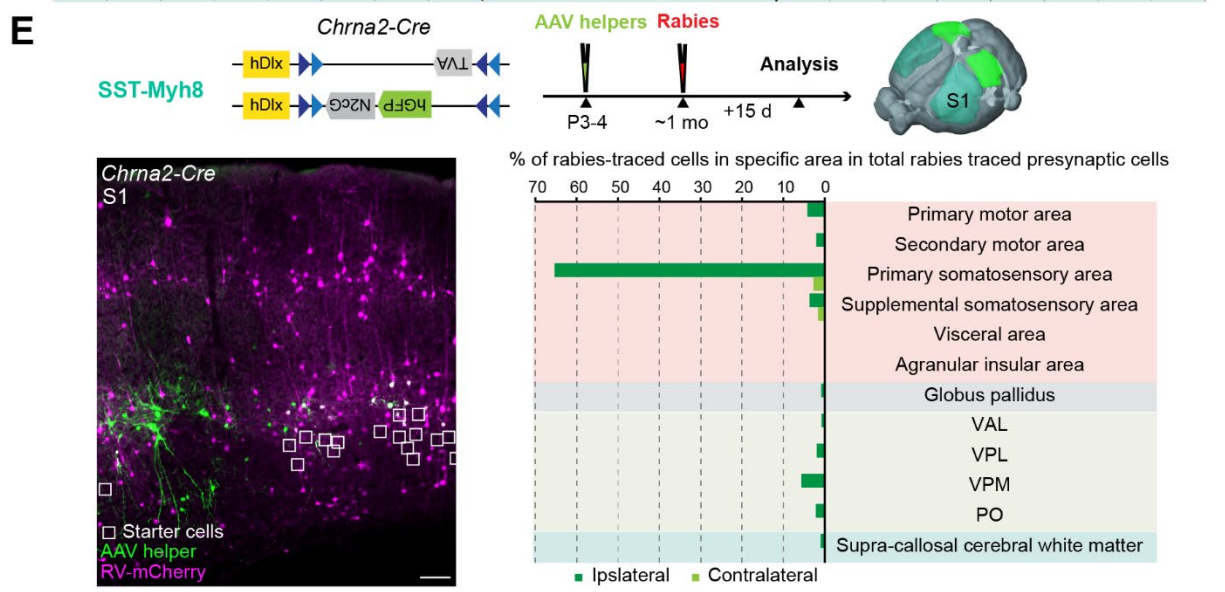 E
Chrna2-Cre
SST-Myh8
hDlx
TVA
hDlx
N2cG
hGFP
AAV helpers Rabies
Analysis
P3-4
~1 mo
+15 d
S1
Chrna2-Cre
S1
Starter cells
AAV helper
RV-mCherry
% of rabies-traced cells in specific area in total rabies traced presynaptic cells
70 60 50 40 30 20 10 0
Primary motor area
Secondary motor area
Primary somatosensory area
Supplemental somatosensory area
Visceral area
Agranular insular area
Globus pallidus
VAL
VPL
VPM
PO
Supra-callosal cerebral white matter
Ipslateral Contralateral